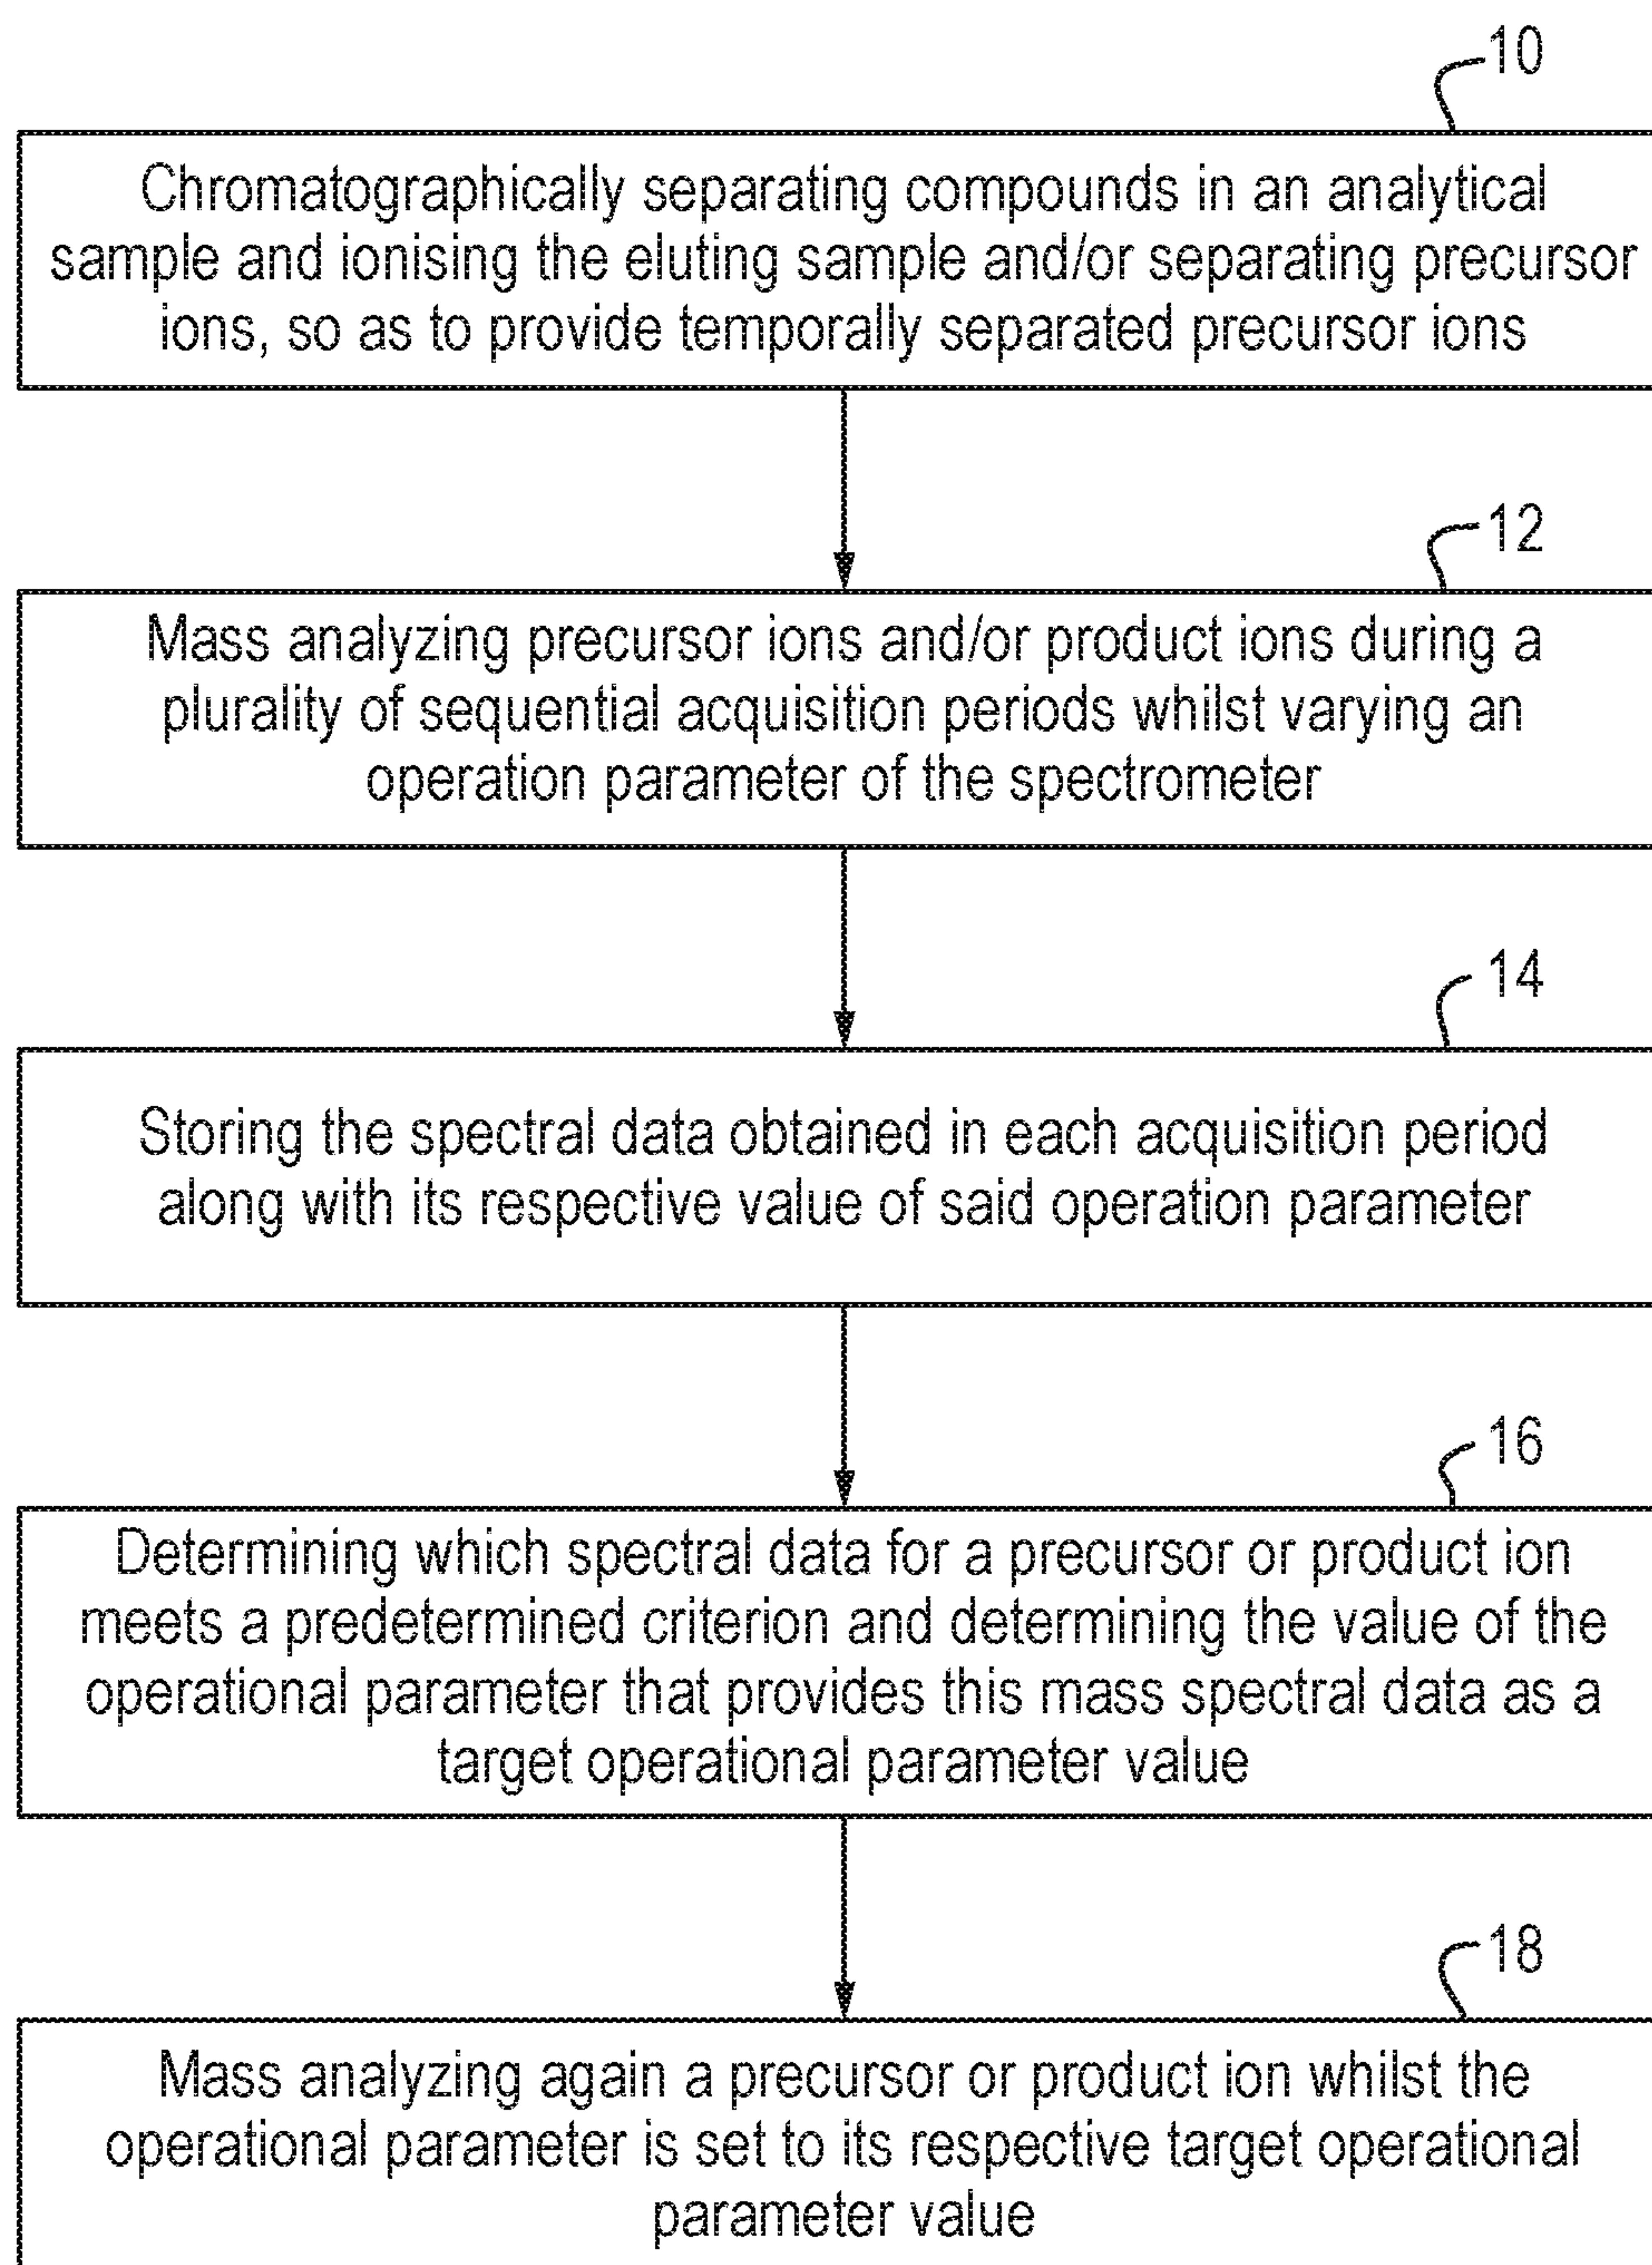 10
Chromatographically separating compounds in an analytical
sample and ionising the eluting sample and/or separating precursor
ions, so as to provide temporally separated precursor ions
12
Mass analyzing precursor ions and/or product ions during a
plurality of sequential acquisition periods whilst varying an
operation parameter of the spectrometer
14
Storing the spectral data obtained in each acquisition period
along with its respective value of said operation parameter
16
Determining which spectral data for a precursor or product ion
meets a predetermined criterion and determining the value of the
operational parameter that provides this mass spectral data as a
target operational parameter value
18
Mass analyzing again a precursor or product ion whilst the
operational parameter is set to its respective target operational
parameter value